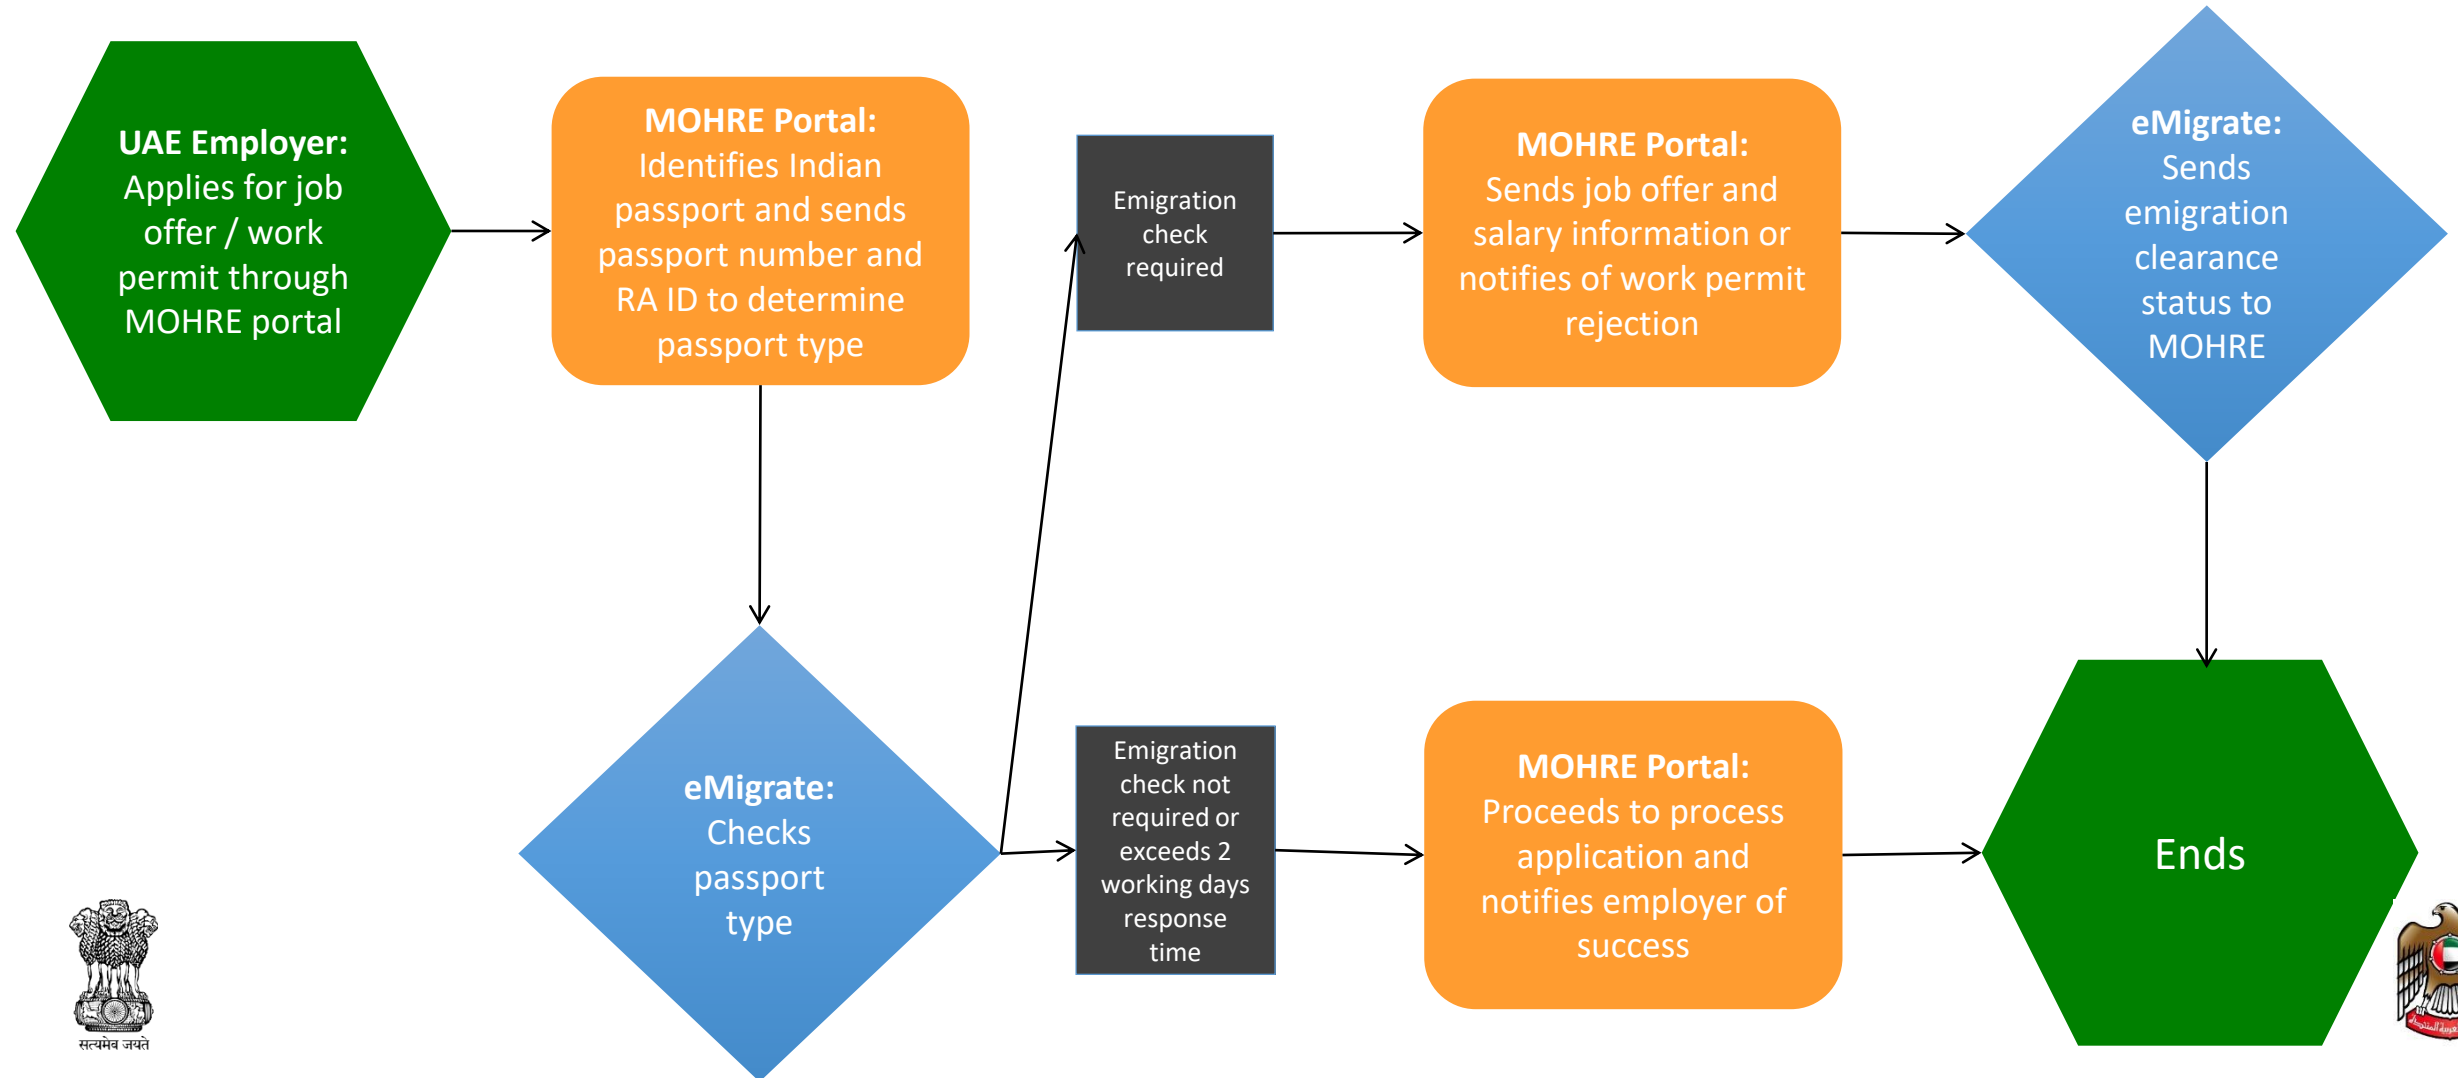 UAE Employer:
Applies for job
offer / work
permit through
MOHRE portal
MOHRE Portal:
Identifies Indian
passport and sends
passport number and
RA ID to determine
passport type
eMigrate:
Checks
passport
type
Emigration
check
required
MOHRE Portal:
Sends job offer and
salary information or
notifies of work permit
rejection
eMigrate:
Sends
emigration
clearance
status to
MOHRE
Emigration
check not
required or
exceeds 2
working days
response
time
MOHRE Portal:
Proceeds to process
application and
notifies employer of
success
Ends
सत्यमेव जयते